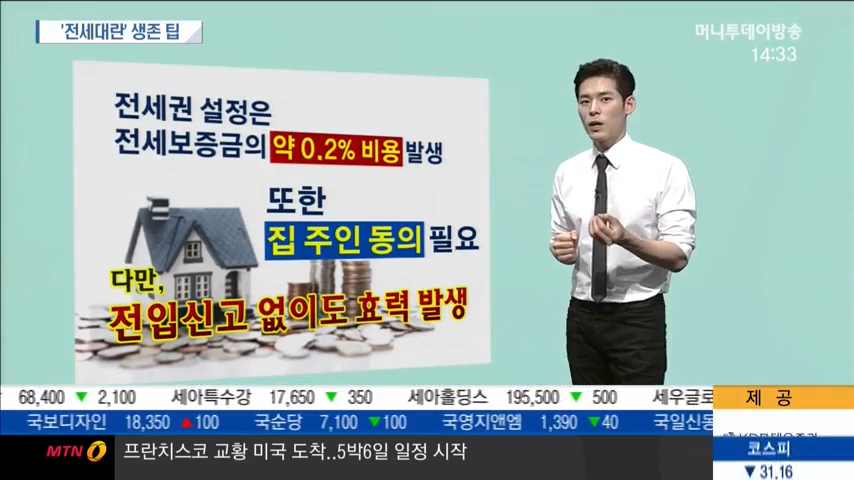 '전세대란' 생존 팁
머니투데이방송
14:33
전세권 설정은
전세보증금의 약 0.2% 비용 발생
또한
집 주인 동의 필요
다만,
전입신고 없이도 효력 발생
68,400 ▼ 2,100 세아특수강 17,650 ▼ 350 세아홀딩스 195,500 ▼ 500 세우글로
제 공
국보디자인 18,350 ▲100 국순당 7,100 ▼100 국영지앤엠 1,390 ▼40 국일신동
MTN 프란치스코 교황 미국 도착..5박6일 일정 시작
코스피
▼31.16